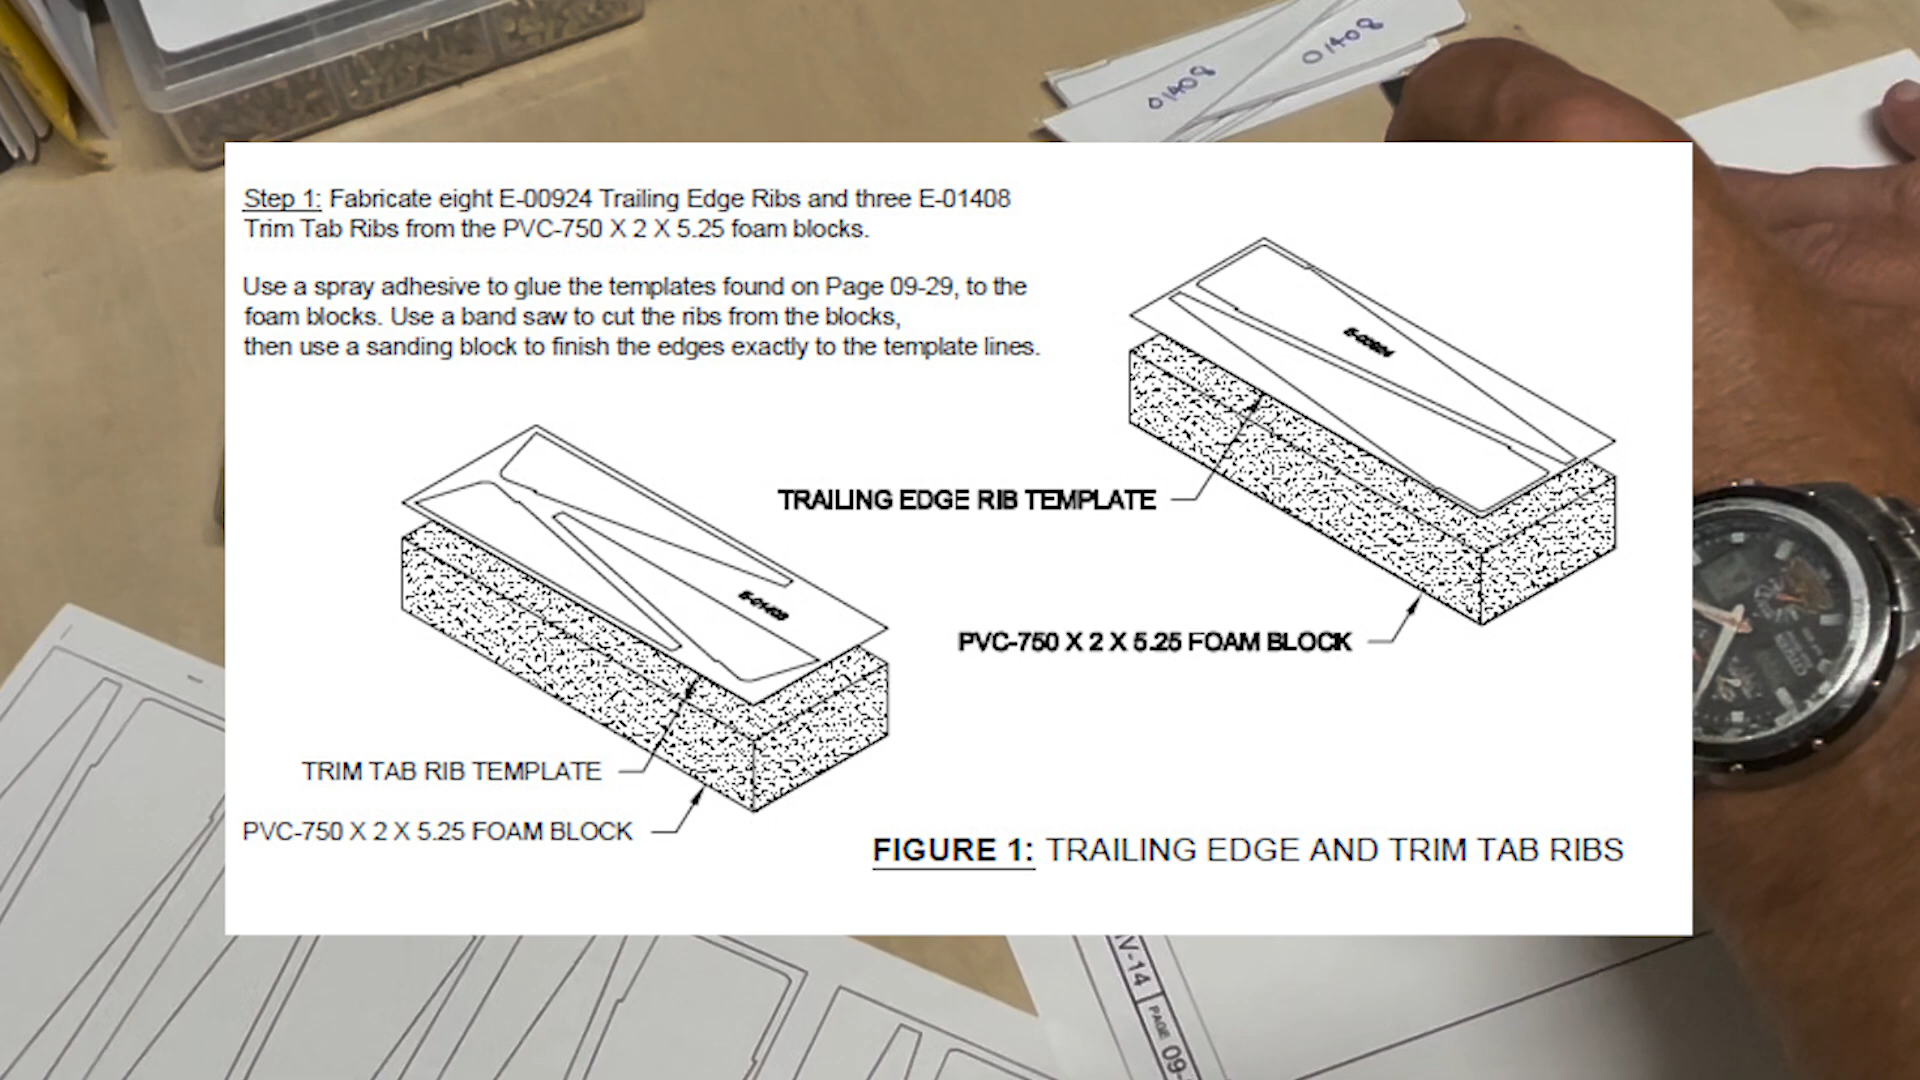 01408
01408
Step 1: Fabricate eight E-00924 Trailing Edge Ribs and three E-01408
Trim Tab Ribs from the PVC-750 X 2 X 5.25 foam blocks.
Use a spray adhesive to glue the templates found on Page 09-29, to the
foam blocks. Use a band saw to cut the ribs from the blocks,
then use a sanding block to finish the edges exactly to the template lines.
E-00924
TRAILING EDGE RIB TEMPLATE
PVC-750 X 2 X 5.25 FOAM BLOCK
E-01408
TRIM TAB RIB TEMPLATE
PVC-750 X 2 X 5.25 FOAM BLOCK
FIGURE 1: TRAILING EDGE AND TRIM TAB RIBS
V-14
PAGE 09-